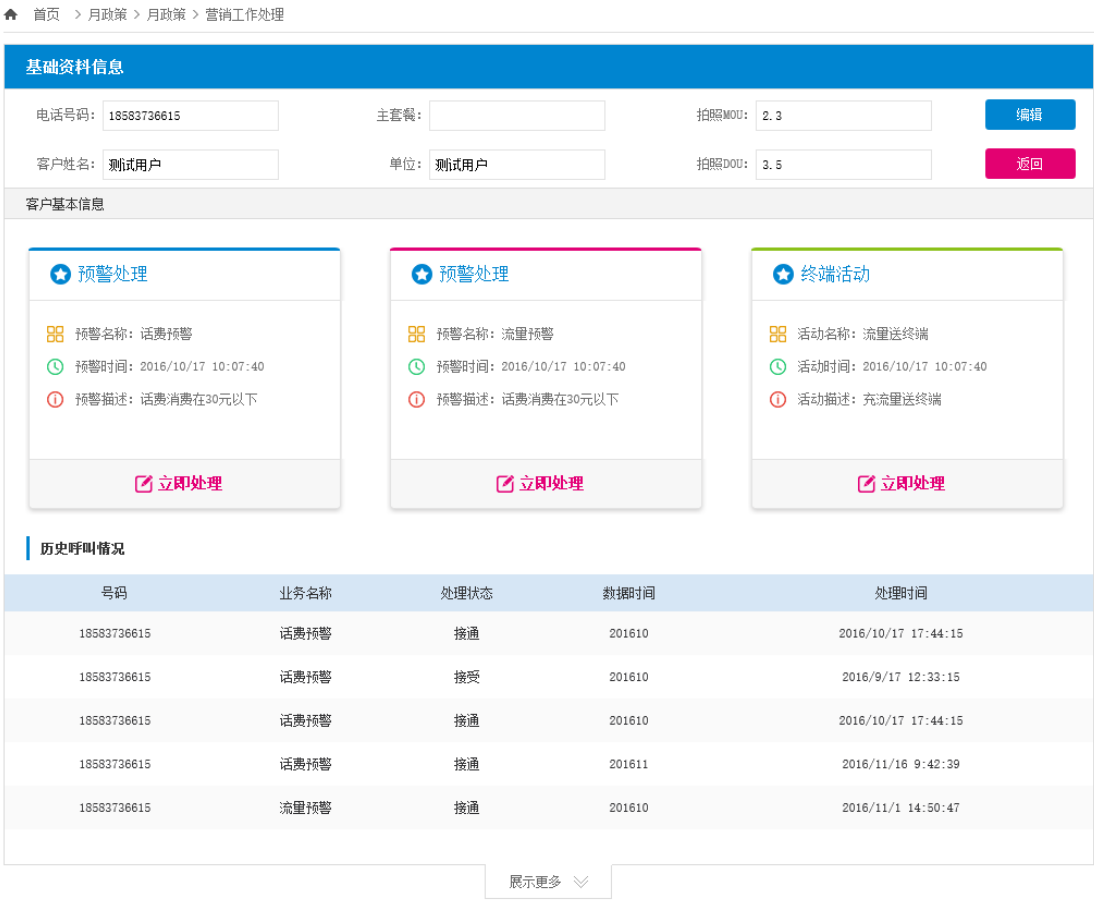 首页 > 月政策 > 月政策 > 营销工作处理
基础资料信息
电话号码: 18583736615 主套餐: 拍照MOU: 2.3 编辑
客户姓名: 测试用户 单位: 测试用户 拍照DOU: 3.5 返回
客户基本信息
预警处理
预警名称: 话费预警
预警时间: 2016/10/17 10:07:40
预警描述: 话费消费在30元以下
立即处理
预警处理
预警名称: 流里预警
预警时间: 2016/10/17 10:07:40
预警描述: 话费消费在30元以下
立即处理
终端活动
活动名称: 流里送终端
活动时间: 2016/10/17 10:07:40
活动描述: 充流里送终端
立即处理
历史呼叫情况
号码 业务名称 处理状态 数据时间 处理时间
18583736615 话费预警 接通 201610 2016/10/17 17:44:15
18583736615 话费预警 接受 201610 2016/9/17 12:33:15
18583736615 话费预警 接通 201610 2016/10/17 17:44:15
18583736615 话费预警 接通 201611 2016/11/16 9:42:39
18583736615 流里预警 接通 201610 2016/11/1 14:50:47
展示更多